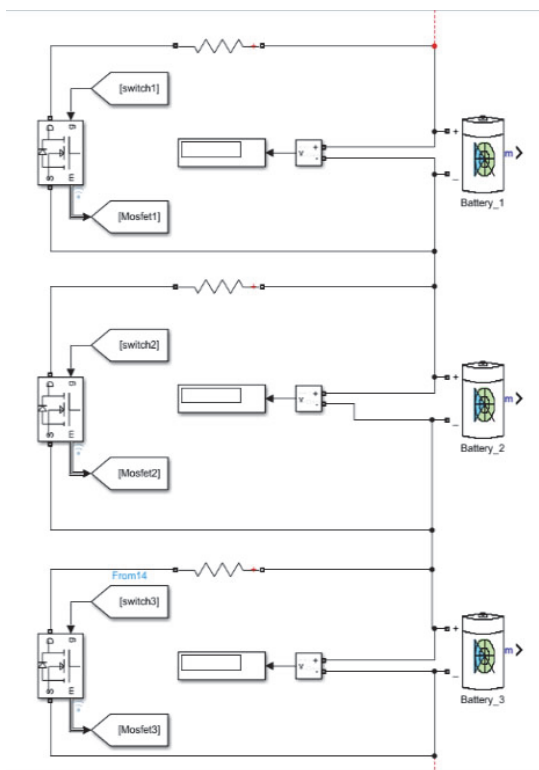 [switch1]
D
g
S
m
[Mosfet1]
v
+
-
+
_
m
Battery_1
[switch2]
D
g
S
m
[Mosfet2]
v
+
-
+
_
m
Battery_2
From14
[switch3]
D
g
S
m
[Mosfet3]
v
+
-
+
_
m
Battery_3